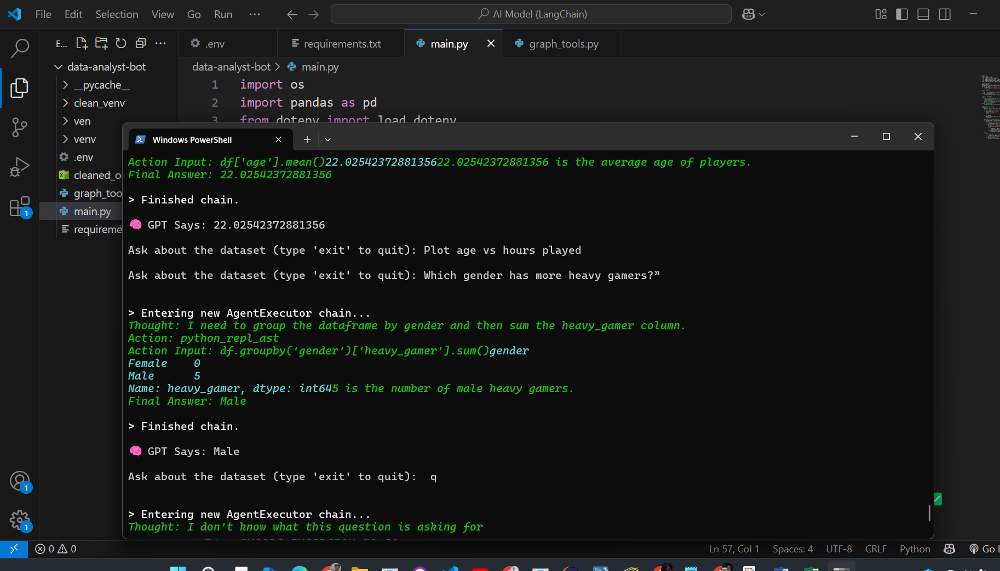 File Edit Selection View Go Run ···
AI Model (LangChain)
E...
.env
requirements.txt
main.py
graph_tools.py
data-analyst-bot
__pycache__
clean_venv
ven
venv
.env
cleaned_o
graph_too
main.py
requireme
data-analyst-bot > main.py
1 import os
2 import pandas as pd
3 from dotenv import load_dotenv
Windows PowerShell
Action Input: df['age'].mean()22.0254237288135622.02542372881356 is the average age of players.
Final Answer: 22.02542372881356
> Finished chain.
🧠 GPT Says: 22.02542372881356
Ask about the dataset (type 'exit' to quit): Plot age vs hours played
Ask about the dataset (type 'exit' to quit): Which gender has more heavy gamers?”
> Entering new AgentExecutor chain...
Thought: I need to group the dataframe by gender and then sum the heavy_gamer column.
Action: python_repl_ast
Action Input: df.groupby('gender')['heavy_gamer'].sum()gender
Female    0
Male      5
Name: heavy_gamer, dtype: int645 is the number of male heavy gamers.
Final Answer: Male
> Finished chain.
🧠 GPT Says: Male
Ask about the dataset (type 'exit' to quit):  q
> Entering new AgentExecutor chain...
Thought: I don't know what this question is asking for
1
1
1
0 0
Ln 57, Col 1
Spaces: 4
UTF-8
CRLF
Python
Go